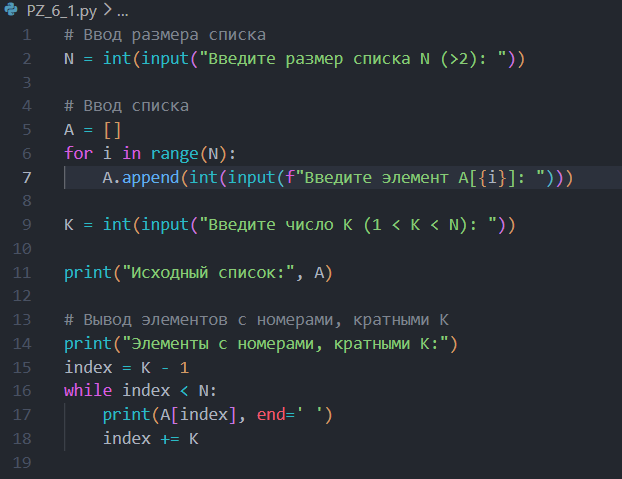 PZ_6_1.py > ...
1 # Ввод размера списка
2 N = int(input("Введите размер списка N (>2): "))
3
4 # Ввод списка
5 A = []
6 for i in range(N):
7     A.append(int(input(f"Введите элемент A[{i}]: ")))
8
9 K = int(input("Введите число K (1 < K < N): "))
10
11 print("Исходный список:", A)
12
13 # Вывод элементов с номерами, кратными K
14 print("Элементы с номерами, кратными K:")
15 index = K - 1
16 while index < N:
17     print(A[index], end=' ')
18     index += K
19